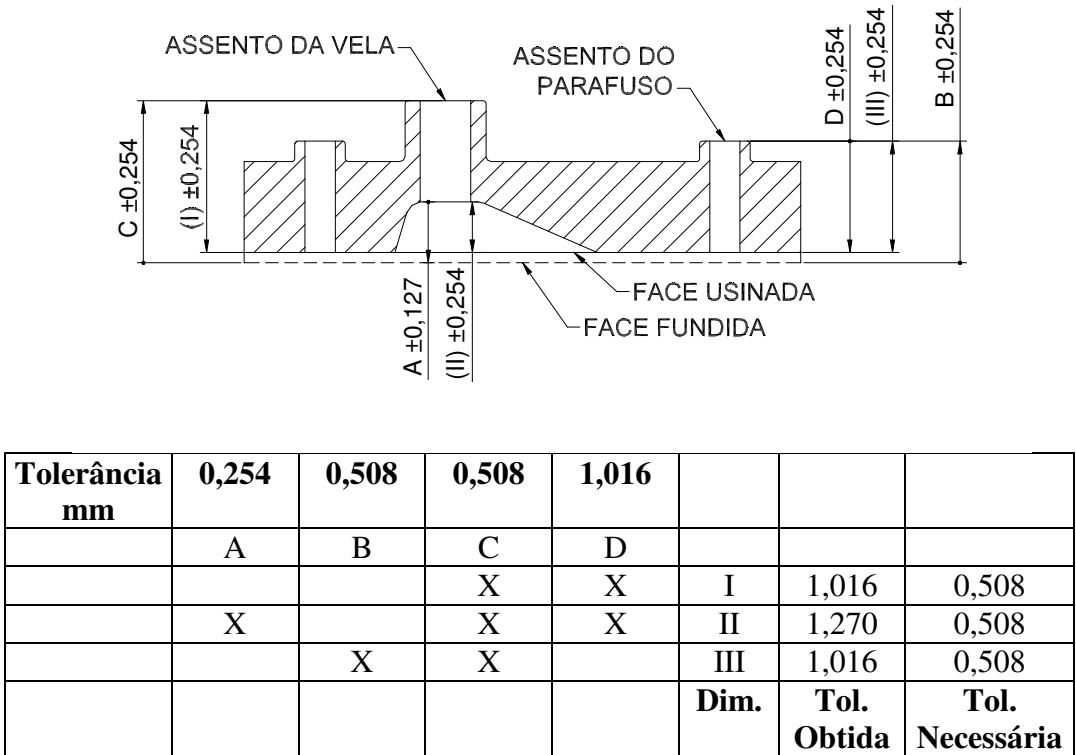 ASSENTO DA VELA
ASSENTO DO
PARAFUSO
C ±0,254
(I) ±0,254
D ±0,254
(III) ±0,254
B ±0,254
A ±0,127
(II) ±0,254
FACE USINADA
FACE FUNDIDA
Tolerância 0,254 0,508 0,508 1,016
mm
A B C D
X X I 1,016 0,508
X X X II 1,270 0,508
X X III 1,016 0,508
Dim. Tol. Tol.
Obtida Necessária